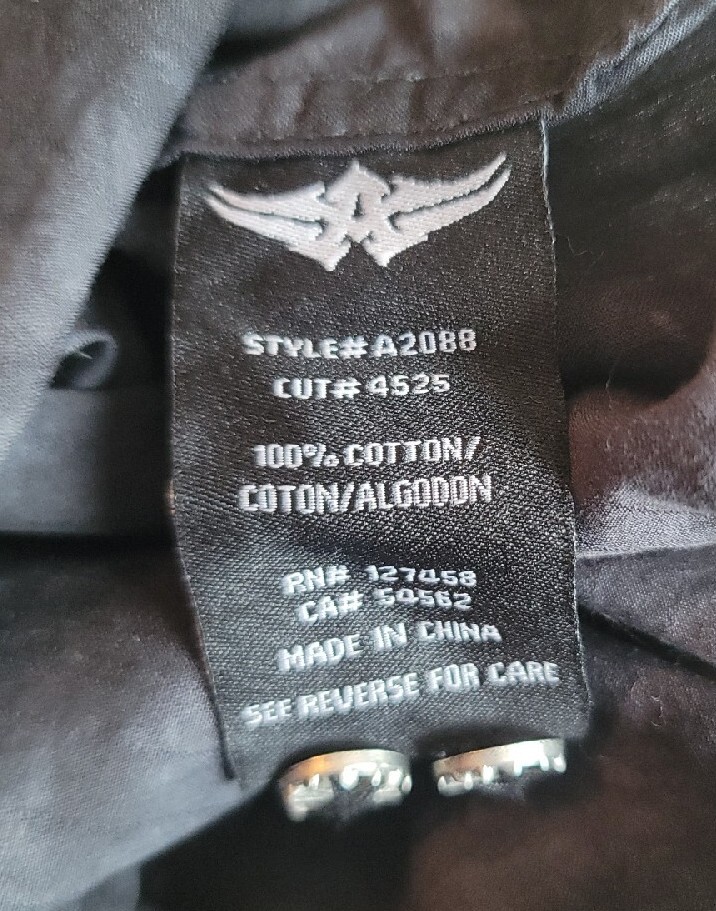 A
STYLE# A2088
CUT# 4525
100% COTTON/
COTON/ALGODON
RN# 127458
CA# 54562
MADE IN CHINA
SEE REVERSE FOR CARE